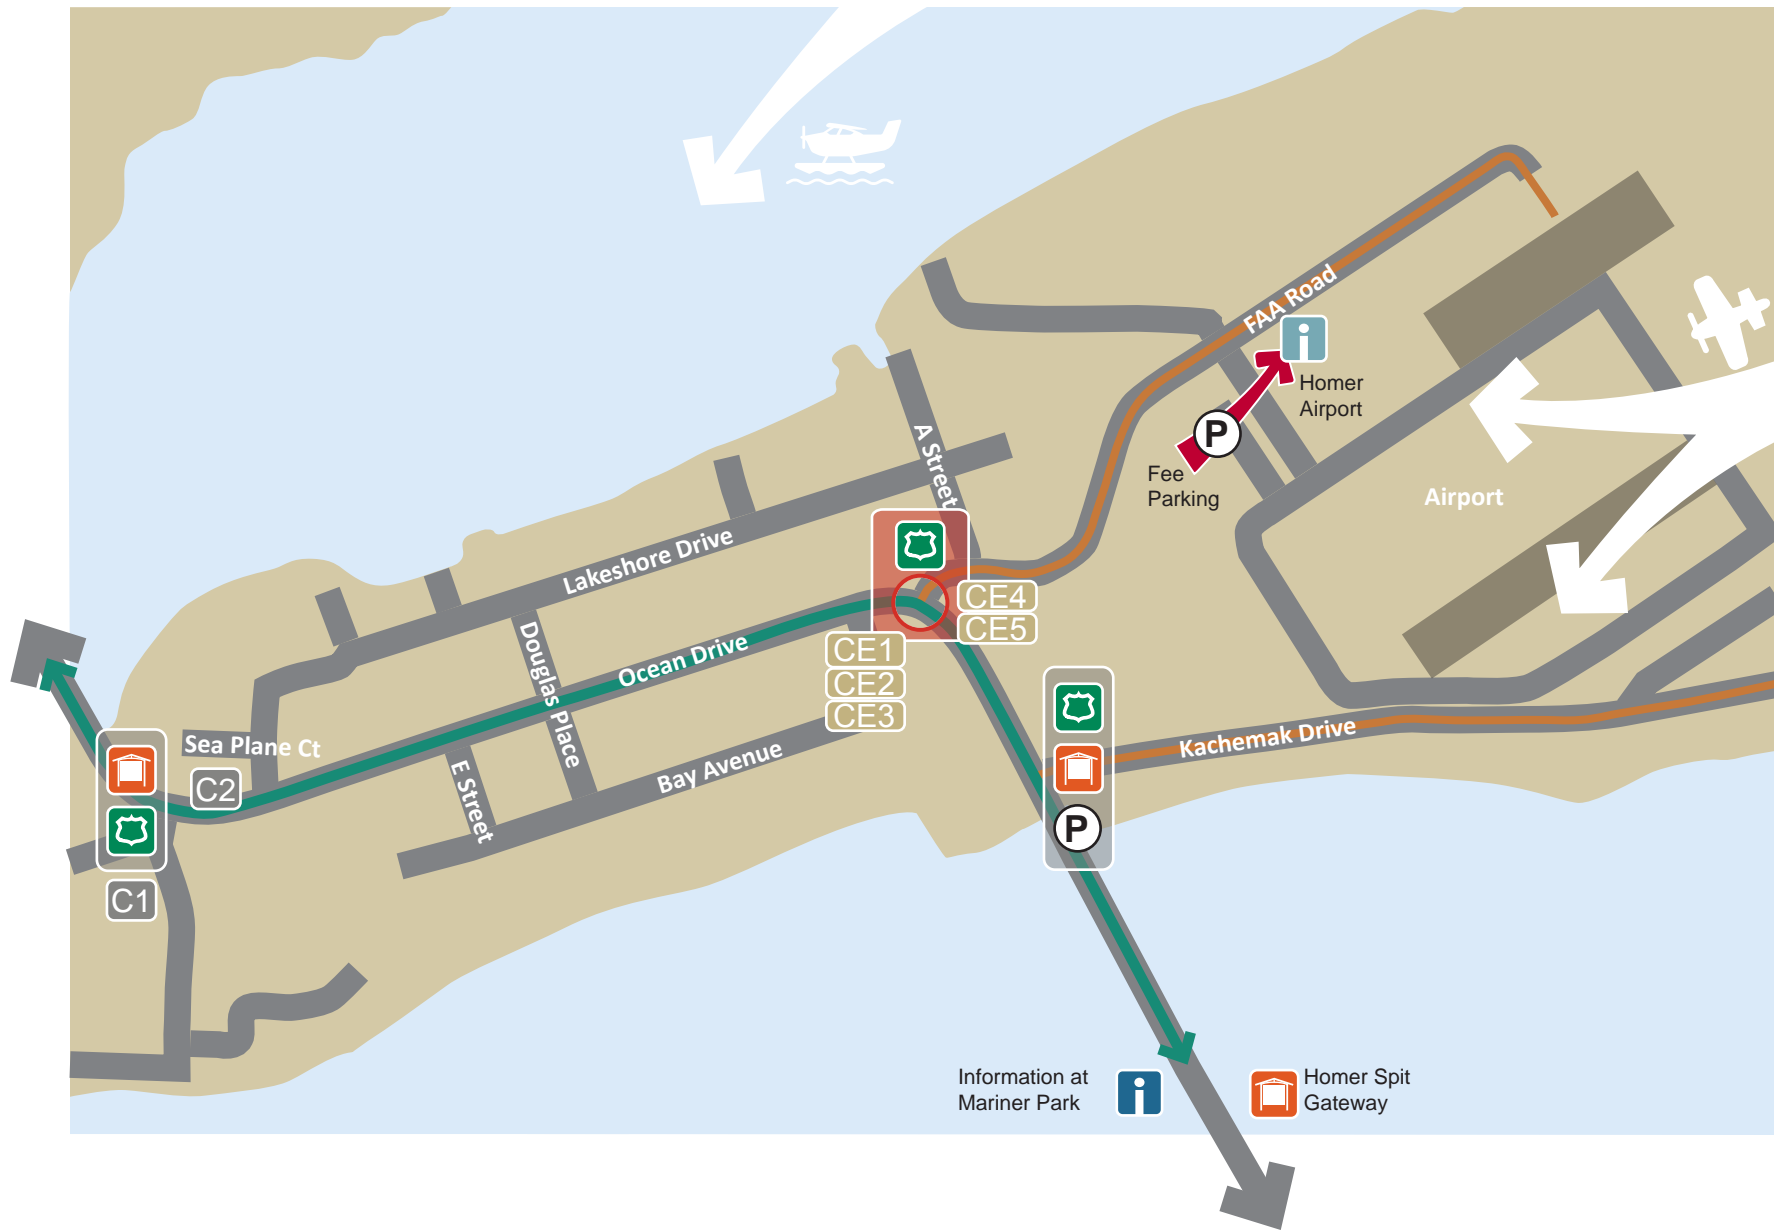 FAA Road
Homer
Airport
P
Fee
Parking
A Street
Airport
Lakeshore Drive
CE4
CE5
Douglas Place
Ocean Drive
CE1
CE2
CE3
Sea Plane Ct
C2
Kachemak Drive
E Street
Bay Avenue
P
C1
Information at
Mariner Park
Homer Spit
Gateway